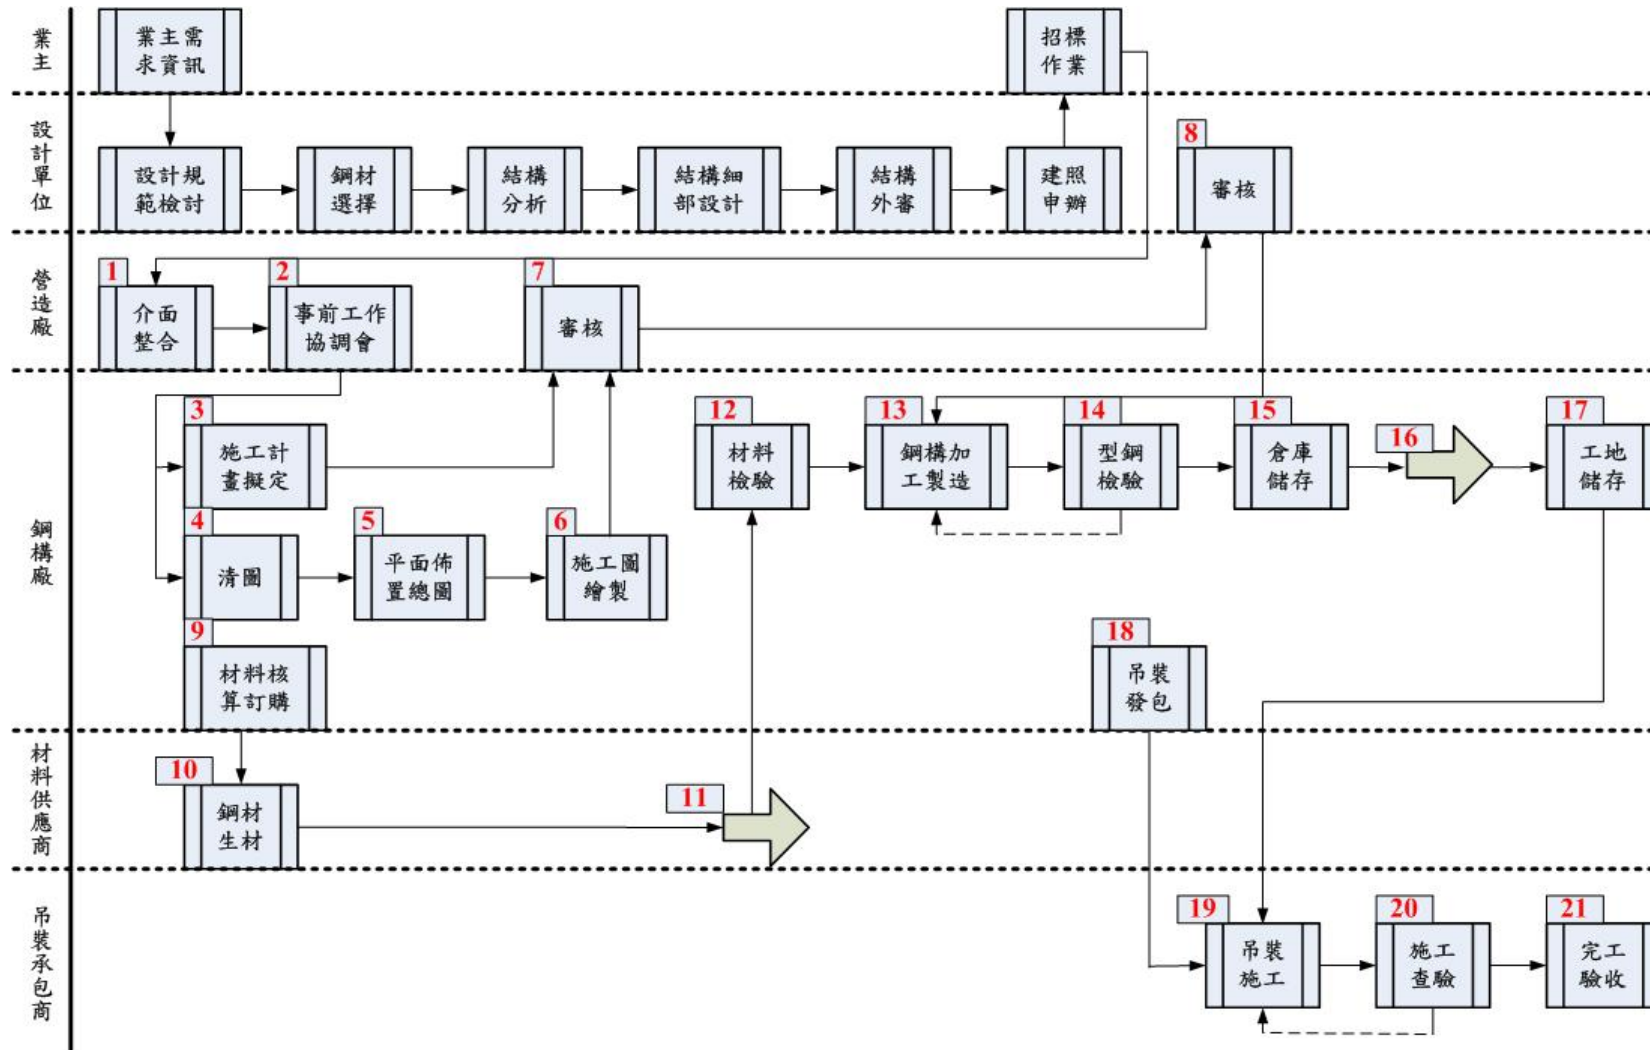 業主
業主需
求資訊
招標
作業
設計單位
設計規
範檢討
鋼材
選擇
結構
分析
結構細
部設計
結構
外審
建照
申辦
8
審核
營造廠
1
介面
整合
2
事前工作
協調會
7
審核
鋼構廠
3
施工計
畫擬定
12
材料
檢驗
13
鋼構加
工製造
14
型鋼
檢驗
15
倉庫
儲存
16
17
工地
儲存
4
清圖
5
平面佈
置總圖
6
施工圖
繪製
9
材料核
算訂購
18
吊裝
發包
材料供應商
10
鋼材
生材
11
吊裝承包商
19
吊裝
施工
20
施工
查驗
21
完工
驗收